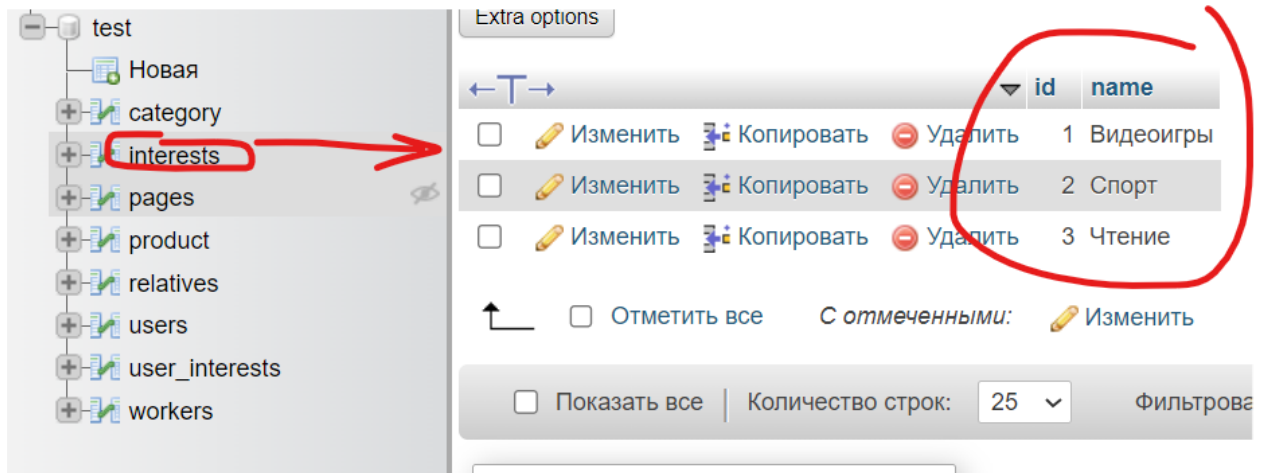 test
Новая
category
interests
pages
product
relatives
users
user_interests
workers
Extra options
id name
Изменить Копировать Удалить 1 Видеоигры
Изменить Копировать Удалить 2 Спорт
Изменить Копировать Удалить 3 Чтение
Отметить все С отмеченными: Изменить
Показать все Количество строк: 25 Фильтрова